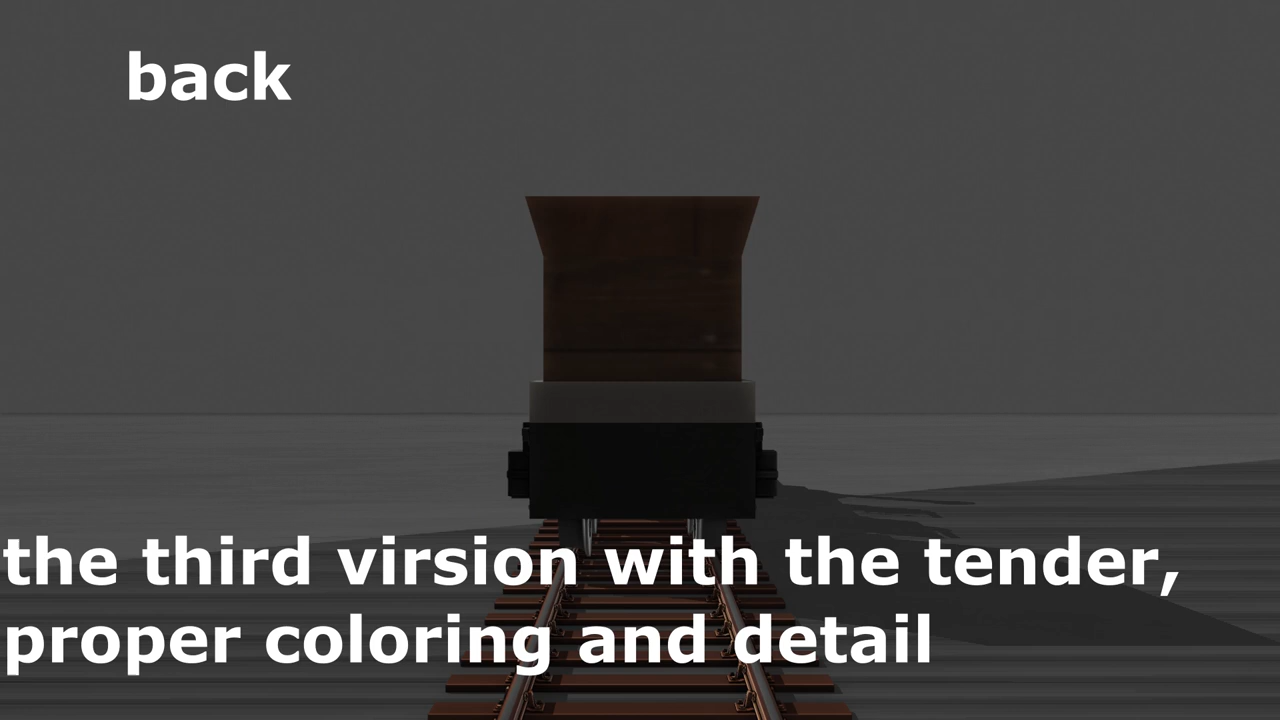 back
the third virsion with the tender,
proper coloring and detail